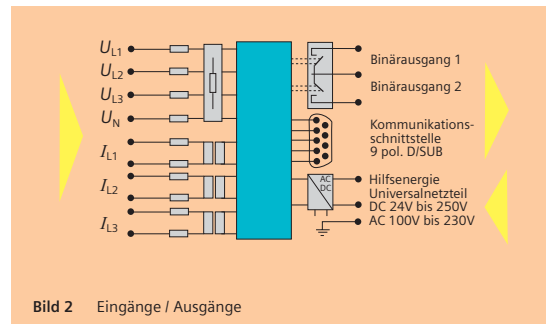 UL1
UL2
UL3
UN
IL1
IL2
IL3
Binärausgang 1
Binärausgang 2
Kommunikations-
schnittstelle
9 pol. D/SUB
AC
DC
Hilfsenergie
Universalnetzteil
DC 24V bis 250V
AC 100V bis 230V
Bild 2 Eingänge / Ausgänge